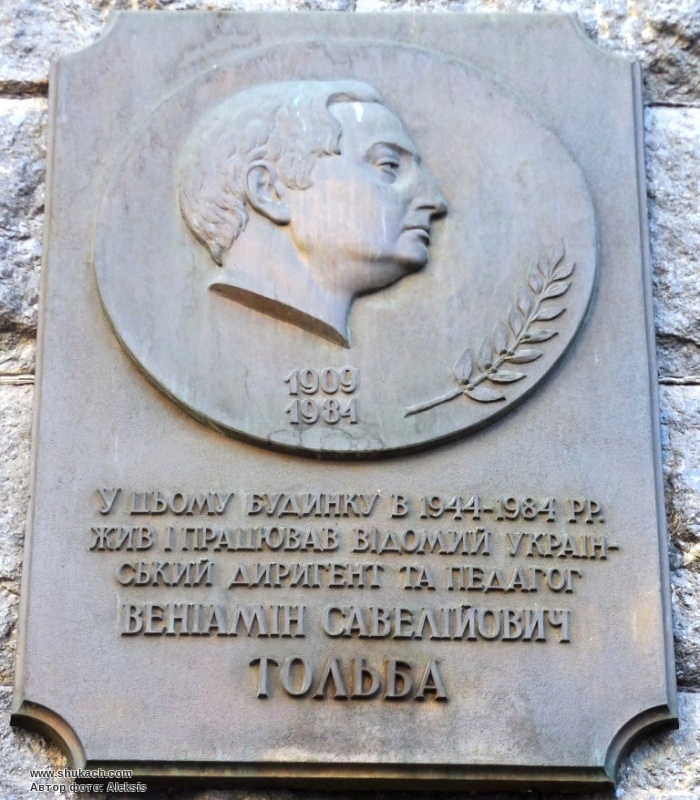 1909
1984
У ЦЬОМУ БУДИНКУ В 1944-1984 РР.
ЖИВ І ПРАЦЮВАВ ВІДОМИЙ УКРАЇН-
СЬКИЙ ДИРИГЕНТ ТА ПЕДАГОГ
ВЕНІАМІН САВЕЛІЙОВИЧ
ТОЛЬБА
www.shukach.com
Автор фото: Aleksis